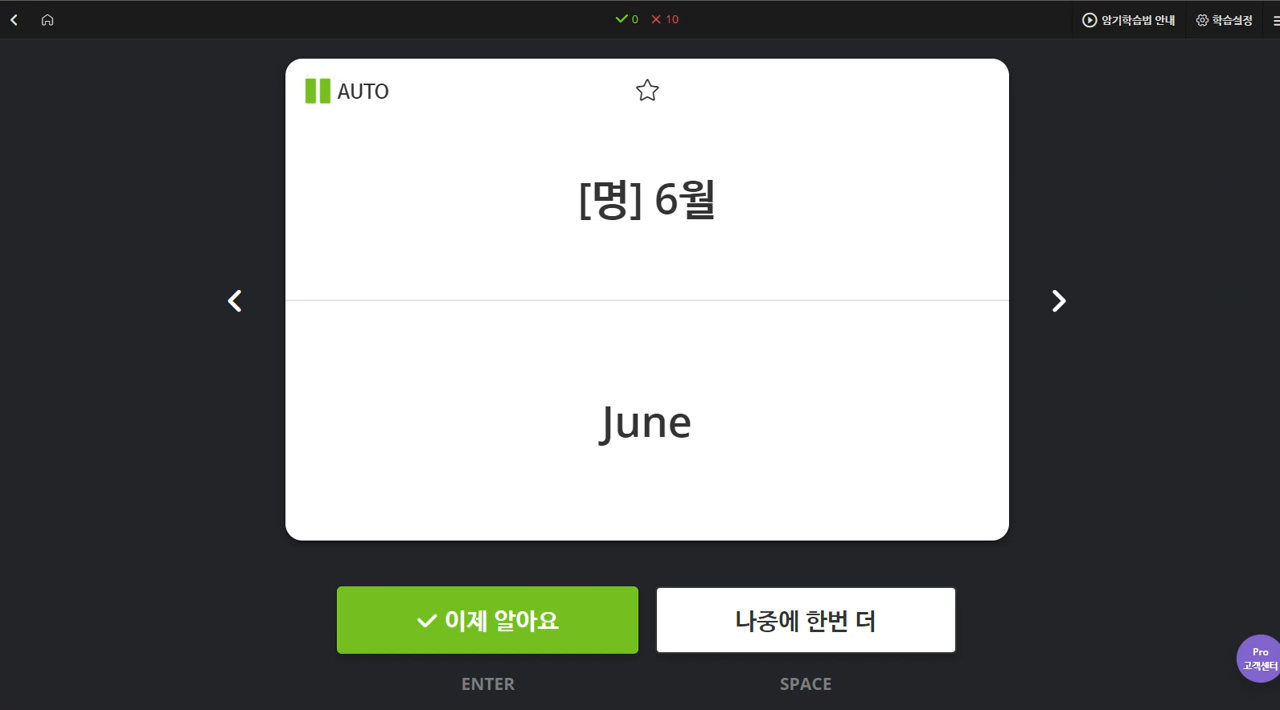 0 10
암기학습법 안내
학습설정
AUTO
[명] 6월
June
이제 알아요
나중에 한번 더
ENTER
SPACE
Pro
고객센터